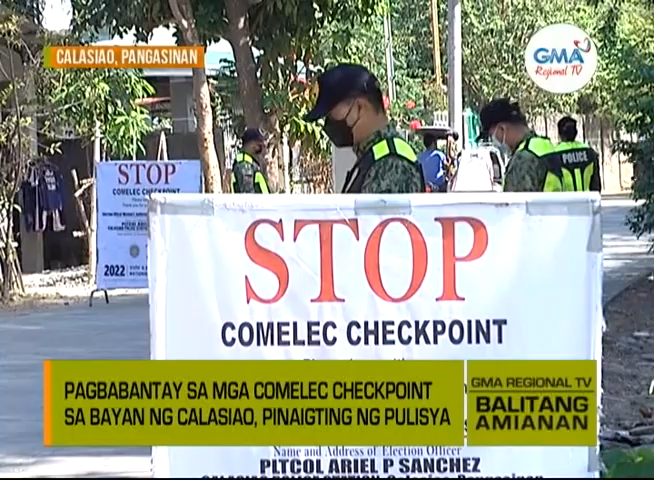 CALASIAO, PANGASINAN
GMA
Regional TV
POLICE
STOP
COMELEC CHECKPOINT
2022
STOP
COMELEC CHECKPOINT
PAGBABANTAY SA MGA COMELEC CHECKPOINT
SA BAYAN NG CALASIAO, PINAIGTING NG PULISYA
GMA REGIONAL TV
BALITANG
AMIANAN
Name and Address of Election Officer
PLTCOL ARIEL P SANCHEZ